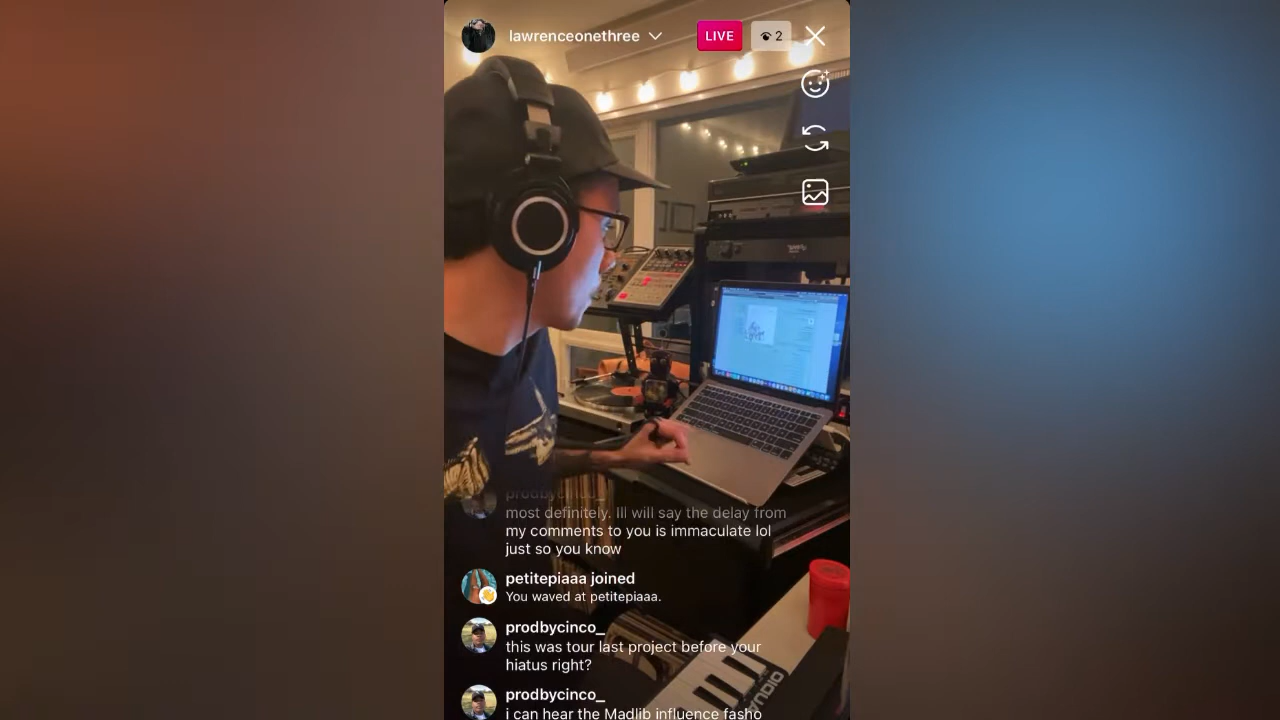 lawrenceonethree
LIVE
2
prodbycinco_
most definitely. Ill will say the delay from
my comments to you is immaculate lol
just so you know
petitepiaaa joined
You waved at petitepiaaa.
prodbycinco_
this was tour last project before your
hiatus right?
prodbycinco_
i can hear the Madlib influence fasho